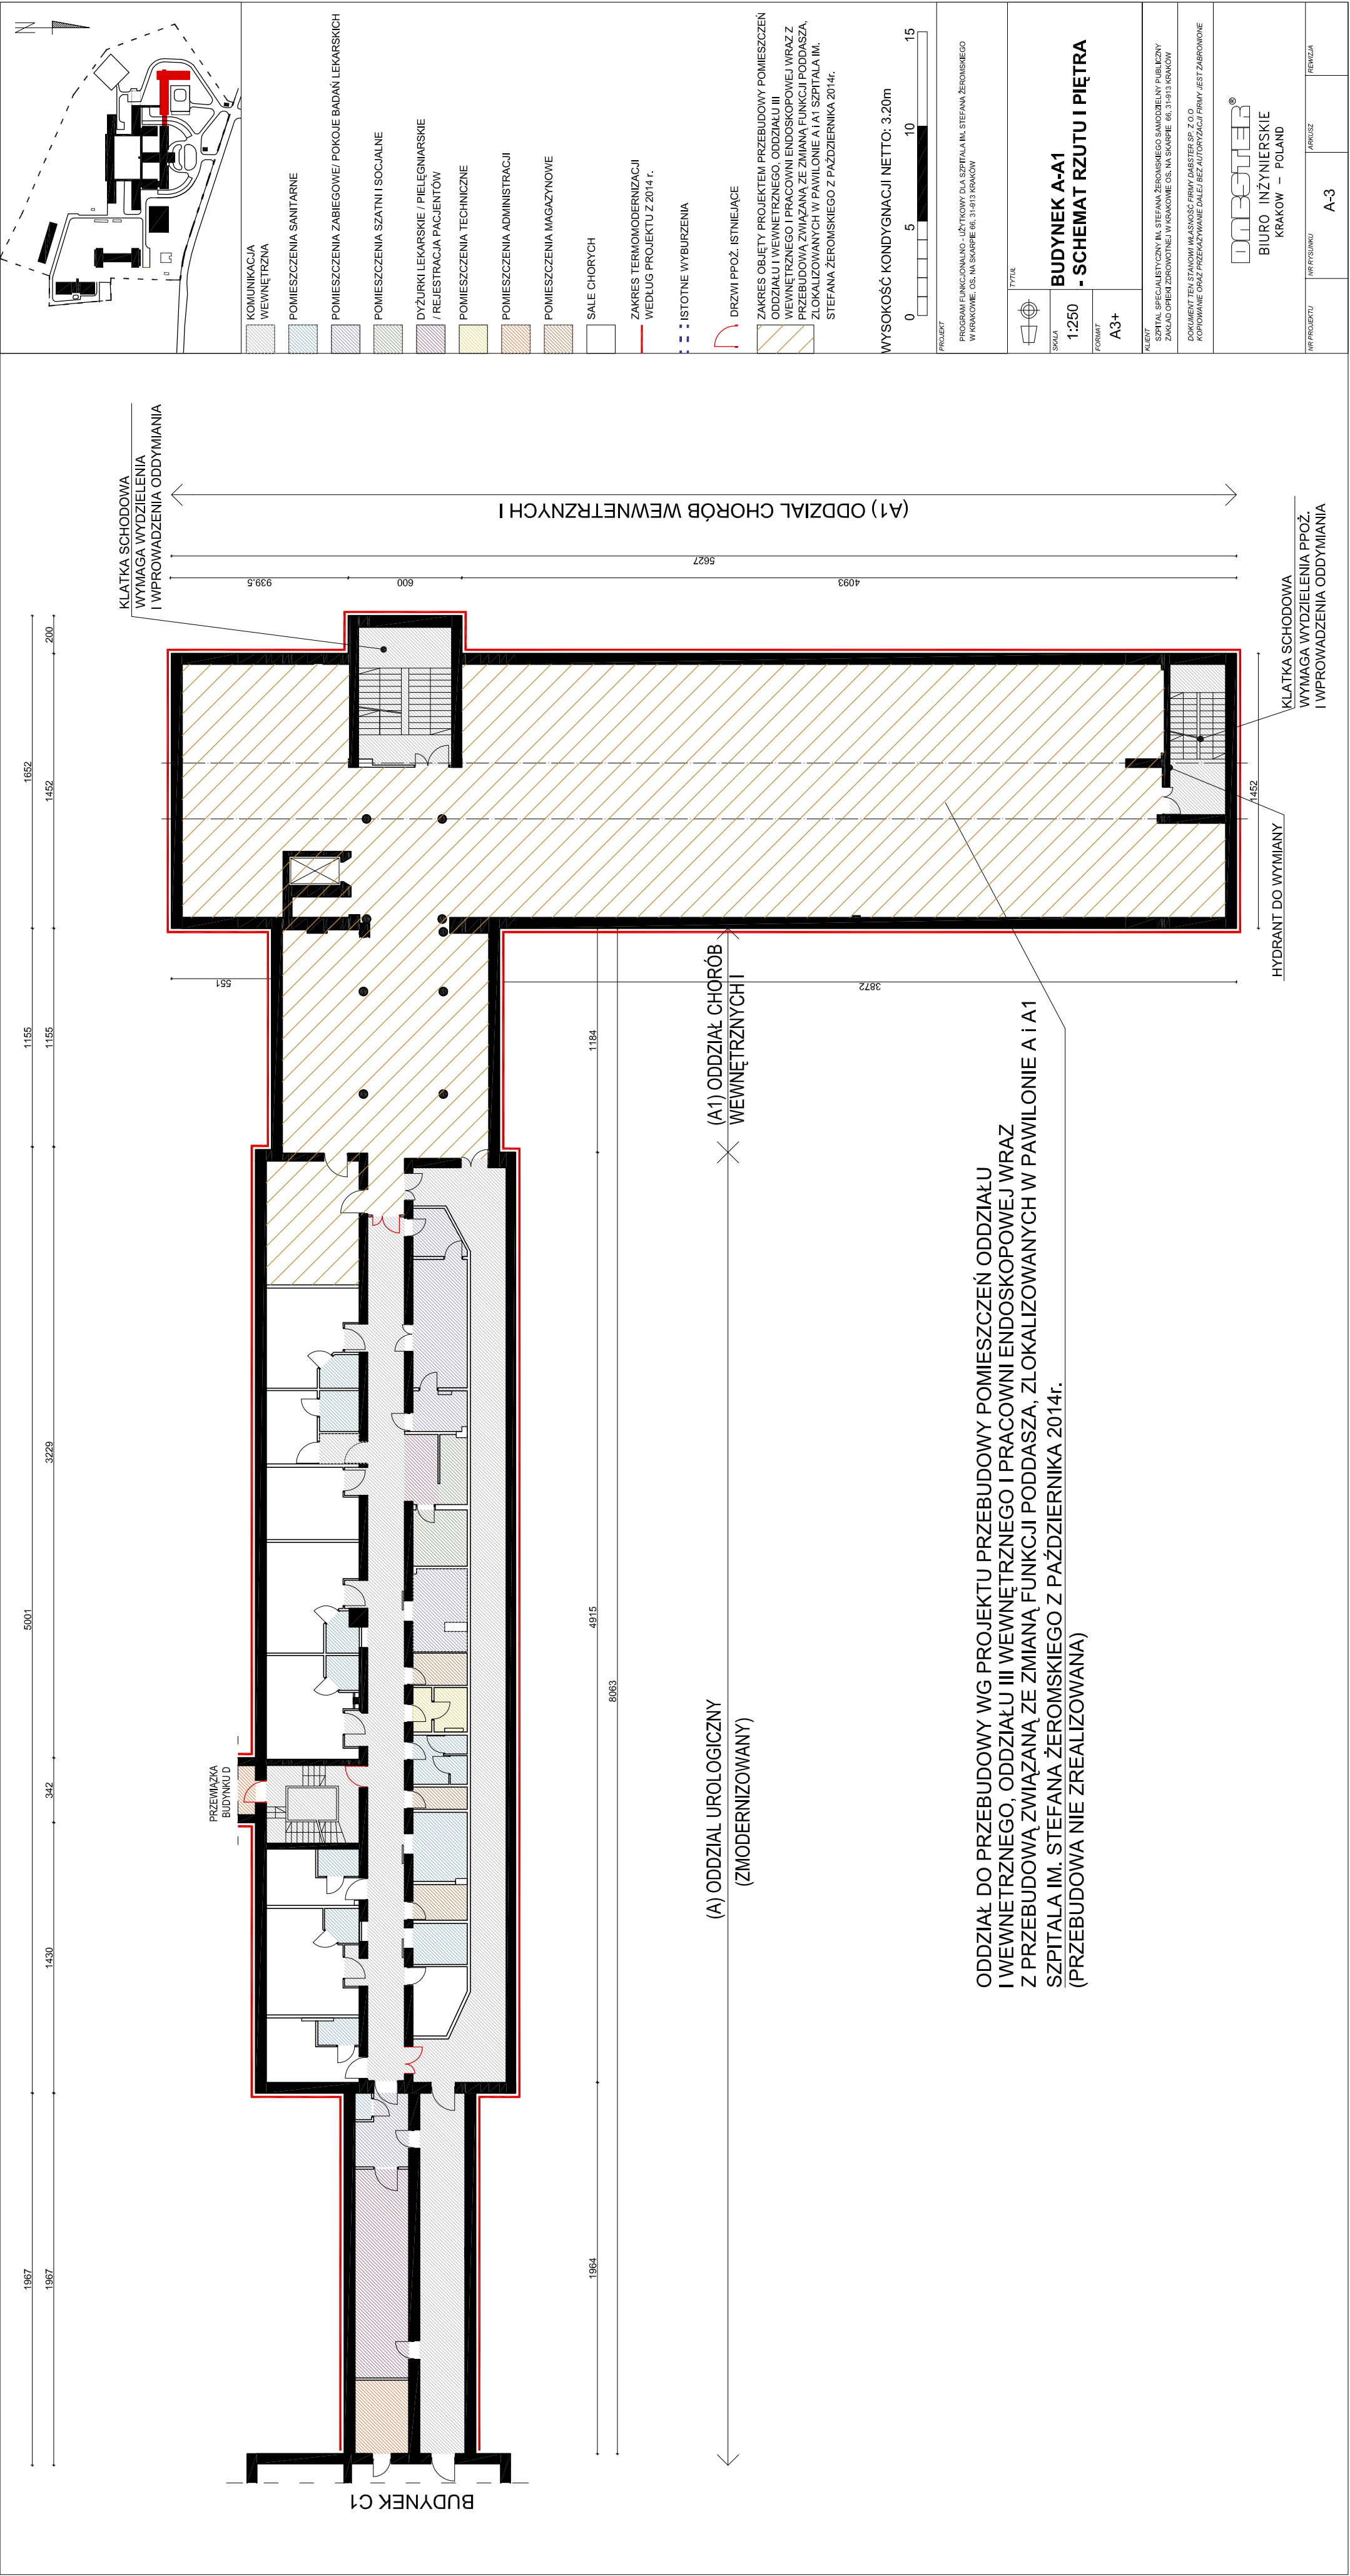 N
KOMUNIKACJA
WEWNĘTRZNA
POMIESZCZENIA SANITARNE
POMIESZCZENIA ZABIEGOWE/ POKOJE BADAŃ LEKARSKICH
POMIESZCZENIA SZATNI I SOCJALNE
DYŻURKI LEKARSKIE / PIELĘGNIARSKIE
/ REJESTRACJA PACJENTÓW
POMIESZCZENIA TECHNICZNE
POMIESZCZENIA ADMINISTRACJI
POMIESZCZENIA MAGAZYNOWE
SALE CHORYCH
ZAKRES TERMOMODERNIZACJI
WEDŁUG PROJEKTU Z 2014 r.
ISTOTNE WYBURZENIA
DRZWI PPOŻ. ISTNIEJĄCE
ZAKRES OBJĘTY PROJEKTEM PRZEBUDOWY POMIESZCZEŃ
ODDZIAŁU I WEWNETRZNEGO, ODDZIAŁU III
WEWNĘTRZNEGO I PRACOWNI ENDOSKOPOWEJ WRAZ Z
PRZEBUDOWĄ ZWIĄZANĄ ZE ZMIANĄ FUNKCJI PODDASZA,
ZLOKALIZOWANYCH W PAWILONIE A i A1 SZPITALA IM.
STEFANA ŻEROMSKIEGO Z PAŹDZIERNIKA 2014r.
WYSOKOŚĆ KONDYGNACJI NETTO: 3.20m
0 5 10 15
PROJEKT
PROGRAM FUNKCJONALNO - UŻYTKOWY DLA SZPITALA IM. STEFANA ŻEROMSKIEGO
W KRAKOWIE, OS. NA SKARPIE 66, 31-913 KRAKÓW
TYTUŁ
BUDYNEK A-A1
- SCHEMAT RZUTU I PIĘTRA
SKALA
1:250
FORMAT
A3+
KLIENT
SZPITAL SPECJALISTYCZNY IM. STEFANA ŻEROMSKIEGO SAMODZIELNY PUBLICZNY
ZAKŁAD OPIEKI ZDROWOTNEJ W KRAKOWIE OS. NA SKARPIE 66, 31-913 KRAKÓW
DOKUMENT TEN STANOWI WŁASNOŚĆ FIRMY DABSTER SP. Z O.O
KOPIOWANIE ORAZ PRZEKAZYWANIE DALEJ BEZ AUTORYZACJI FIRMY JEST ZABRONIONE
DABSTER®
BIURO INŻYNIERSKIE
KRAKOW – POLAND
NR PROJEKTU
NR RYSUNKU
A-3
ARKUSZ
REWIZJA
KLATKA SCHODOWA
WYMAGA WYDZIELENIA
I WPROWADZENIA ODDYMIANIA
(A1) ODDZIAŁ CHORÓB WEWNETRZNYCH I
5627
939.5
600
4093
KLATKA SCHODOWA
WYMAGA WYDZIELENIA PPOŻ.
I WPROWADZENIA ODDYMIANIA
HYDRANT DO WYMIANY
1452
1652
200
1452
1155
1155
551
3872
1184
(A1) ODDZIAŁ CHORÓB
WEWNĘTRZNYCH I
5001
3229
342
1430
4915
8063
1967
1967
1964
PRZEWIĄZKA
BUDYNKU D
(A) ODDZIAŁ UROLOGICZNY
(ZMODERNIZOWANY)
BUDYNEK C1
ODDZIAŁ DO PRZEBUDOWY WG PROJEKTU PRZEBUDOWY POMIESZCZEŃ ODDZIAŁU
I WEWNETRZNEGO, ODDZIAŁU III WEWNĘTRZNEGO I PRACOWNI ENDOSKOPOWEJ WRAZ
Z PRZEBUDOWĄ ZWIĄZANĄ ZE ZMIANĄ FUNKCJI PODDASZA, ZLOKALIZOWANYCH W PAWILONIE A i A1
SZPITALA IM. STEFANA ŻEROMSKIEGO Z PAŹDZIERNIKA 2014r.
(PRZEBUDOWA NIE ZREALIZOWANA)